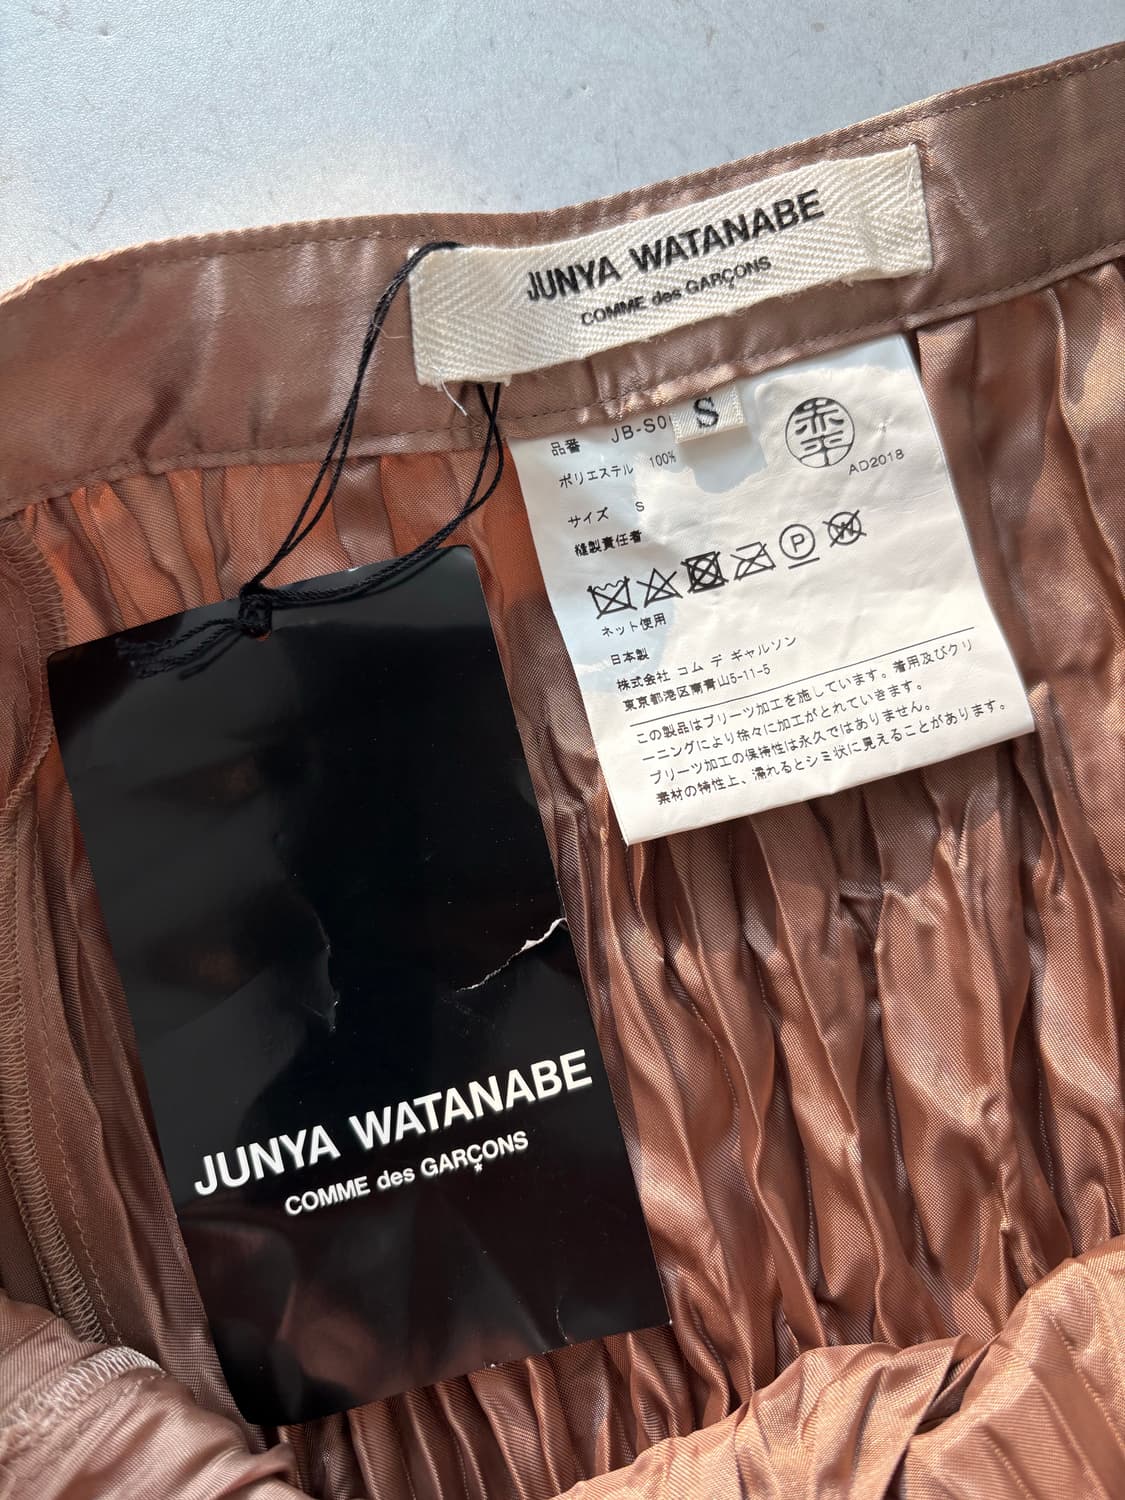 JUNYA WATANABE
COMME des GARÇONS
S
品番 JB-S0
ポリエステル 100%
サイズ S
縫製責任者
赤平
AD2018
P
W
ネット使用
日本製
株式会社 コム デ ギャルソン
東京都港区南青山5-11-5
この製品はプリーツ加工を施しています。着用及びクリ
ーニングにより徐々に加工がとれていきます。
プリーツ加工の保持性は永久ではありません。
素材の特性上、濡れるとシミ状に見えることがあります。
JUNYA WATANABE
COMME des GARÇONS